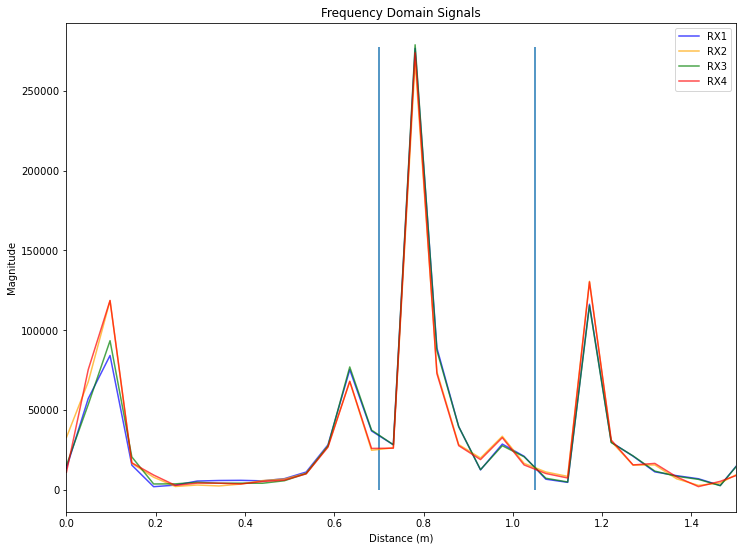 Frequency Domain Signals
RX1
RX2
RX3
RX4
Magnitude
250000
200000
150000
100000
50000
0
0.0 0.2 0.4 0.6 0.8 1.0 1.2 1.4
Distance (m)